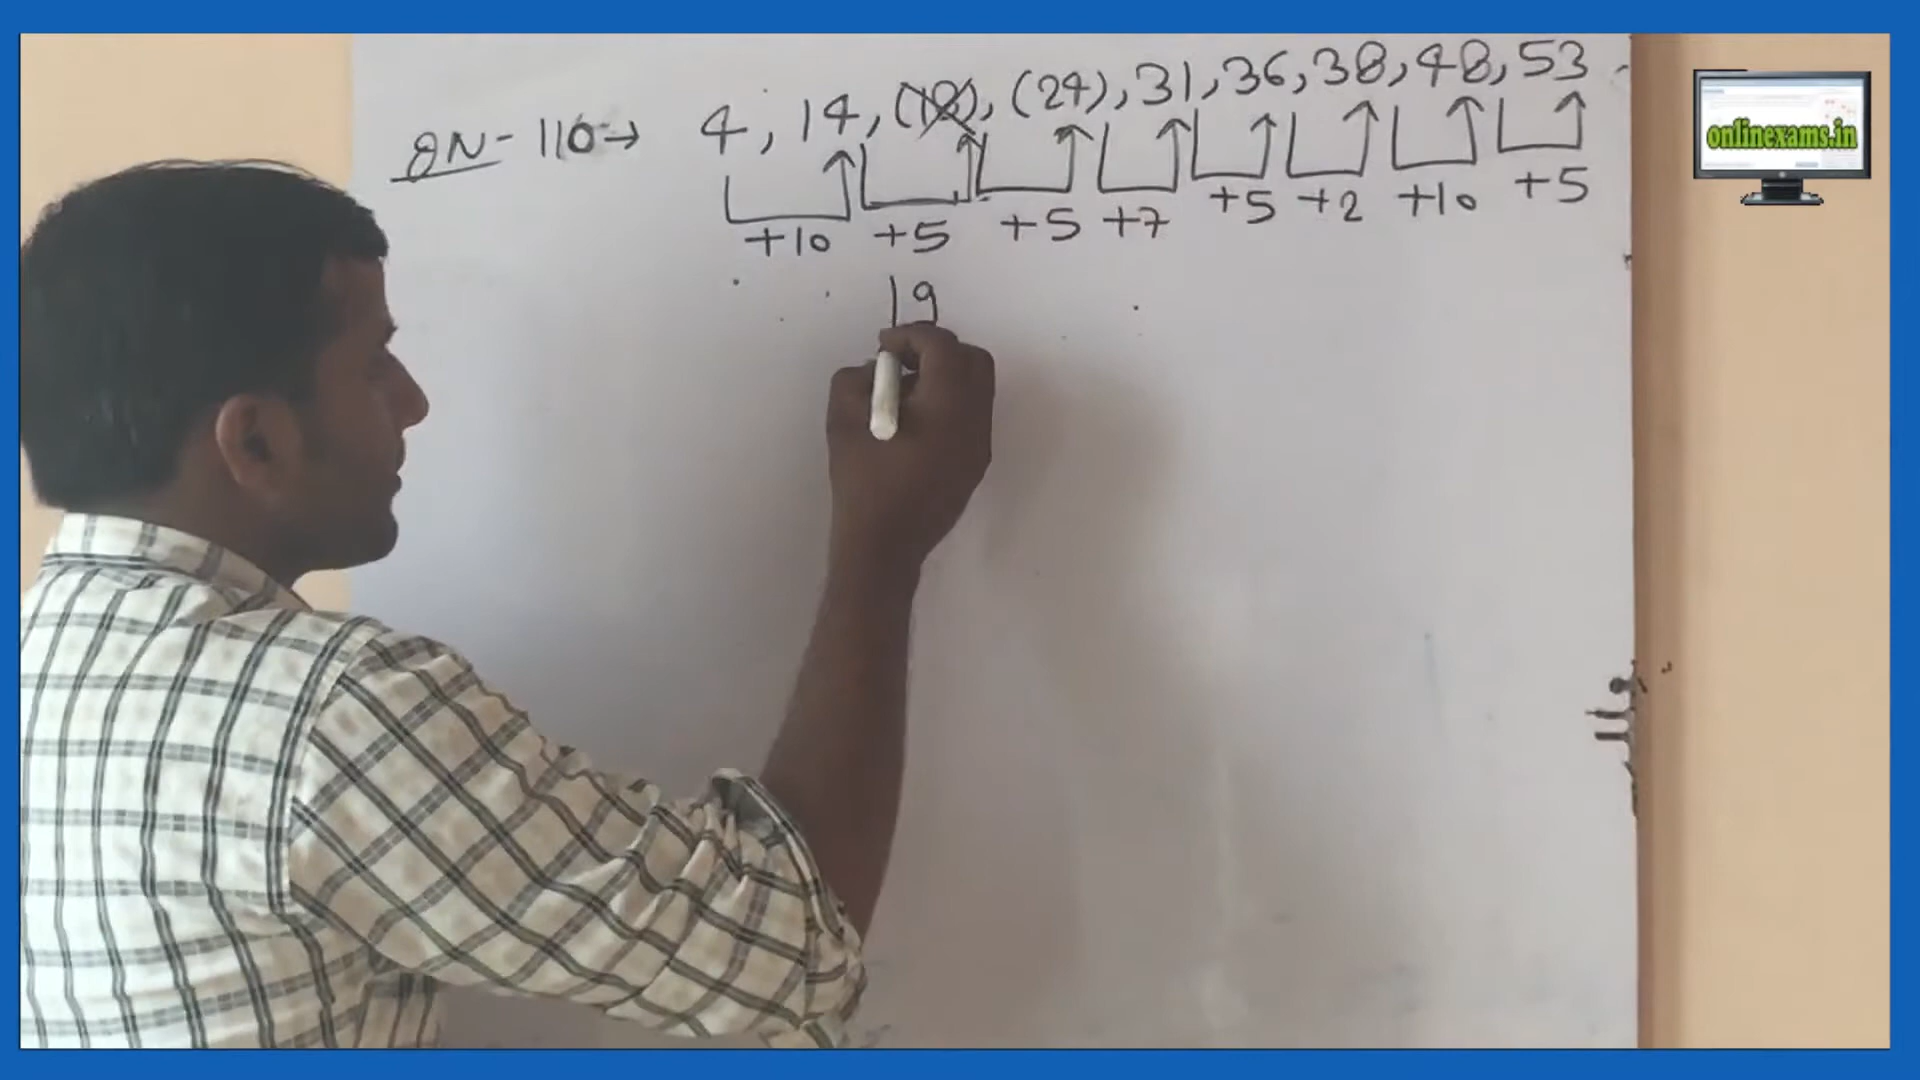 QN- 110→ 4, 14, (18), (24), 31, 36, 38, 48, 53
+10 +5 +5 +7 +5 +2 +10 +5
19
onlinexams.in